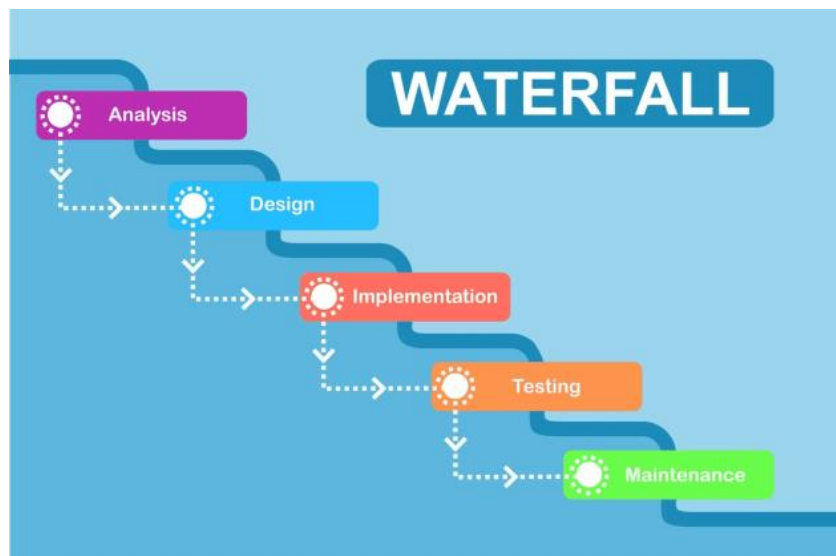 WATERFALL
Analysis
Design
Implementation
Testing
Maintenance